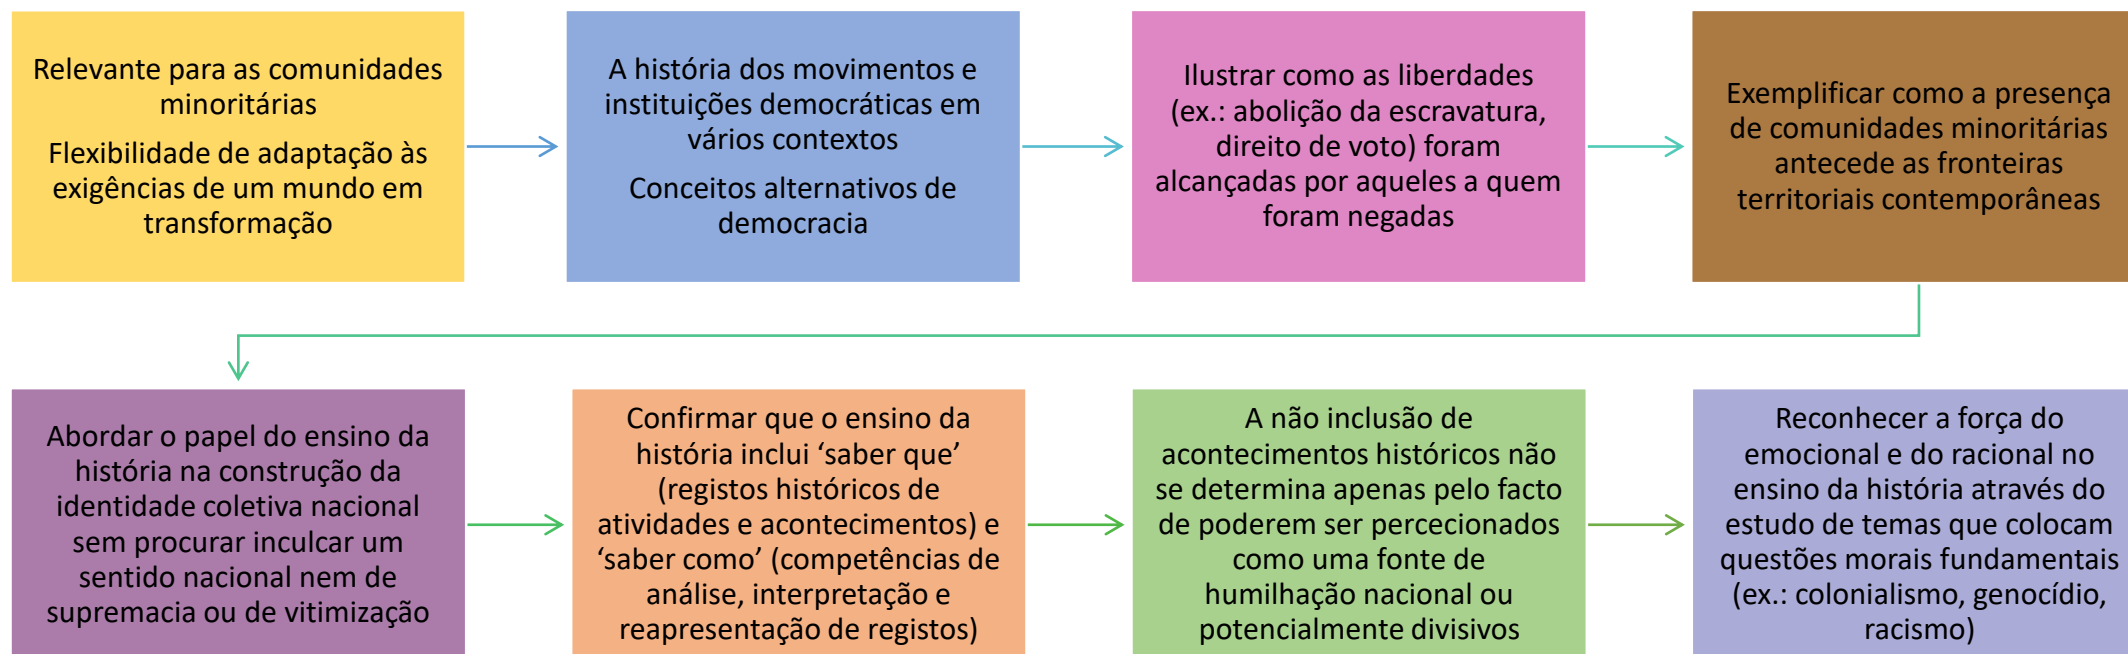 Relevante para as comunidades
minoritárias
Flexibilidade de adaptação às
exigências de um mundo em
transformação
A história dos movimentos e
instituições democráticas em
vários contextos
Conceitos alternativos de
democracia
Ilustrar como as liberdades
(ex.: abolição da escravatura,
direito de voto) foram
alcançadas por aqueles a quem
foram negadas
Exemplificar como a presença
de comunidades minoritárias
antecede as fronteiras
territoriais contemporâneas
Abordar o papel do ensino da
história na construção da
identidade coletiva nacional
sem procurar inculcar um
sentido nacional nem de
supremacia ou de vitimização
Confirmar que o ensino da
história inclui ‘saber que’
(registos históricos de
atividades e acontecimentos) e
‘saber como’ (competências de
análise, interpretação e
reapresentação de registos)
A não inclusão de
acontecimentos históricos não
se determina apenas pelo facto
de poderem ser percecionados
como uma fonte de
humilhação nacional ou
potencialmente divisivos
Reconhecer a força do
emocional e do racional no
ensino da história através do
estudo de temas que colocam
questões morais fundamentais
(ex.: colonialismo, genocídio,
racismo)